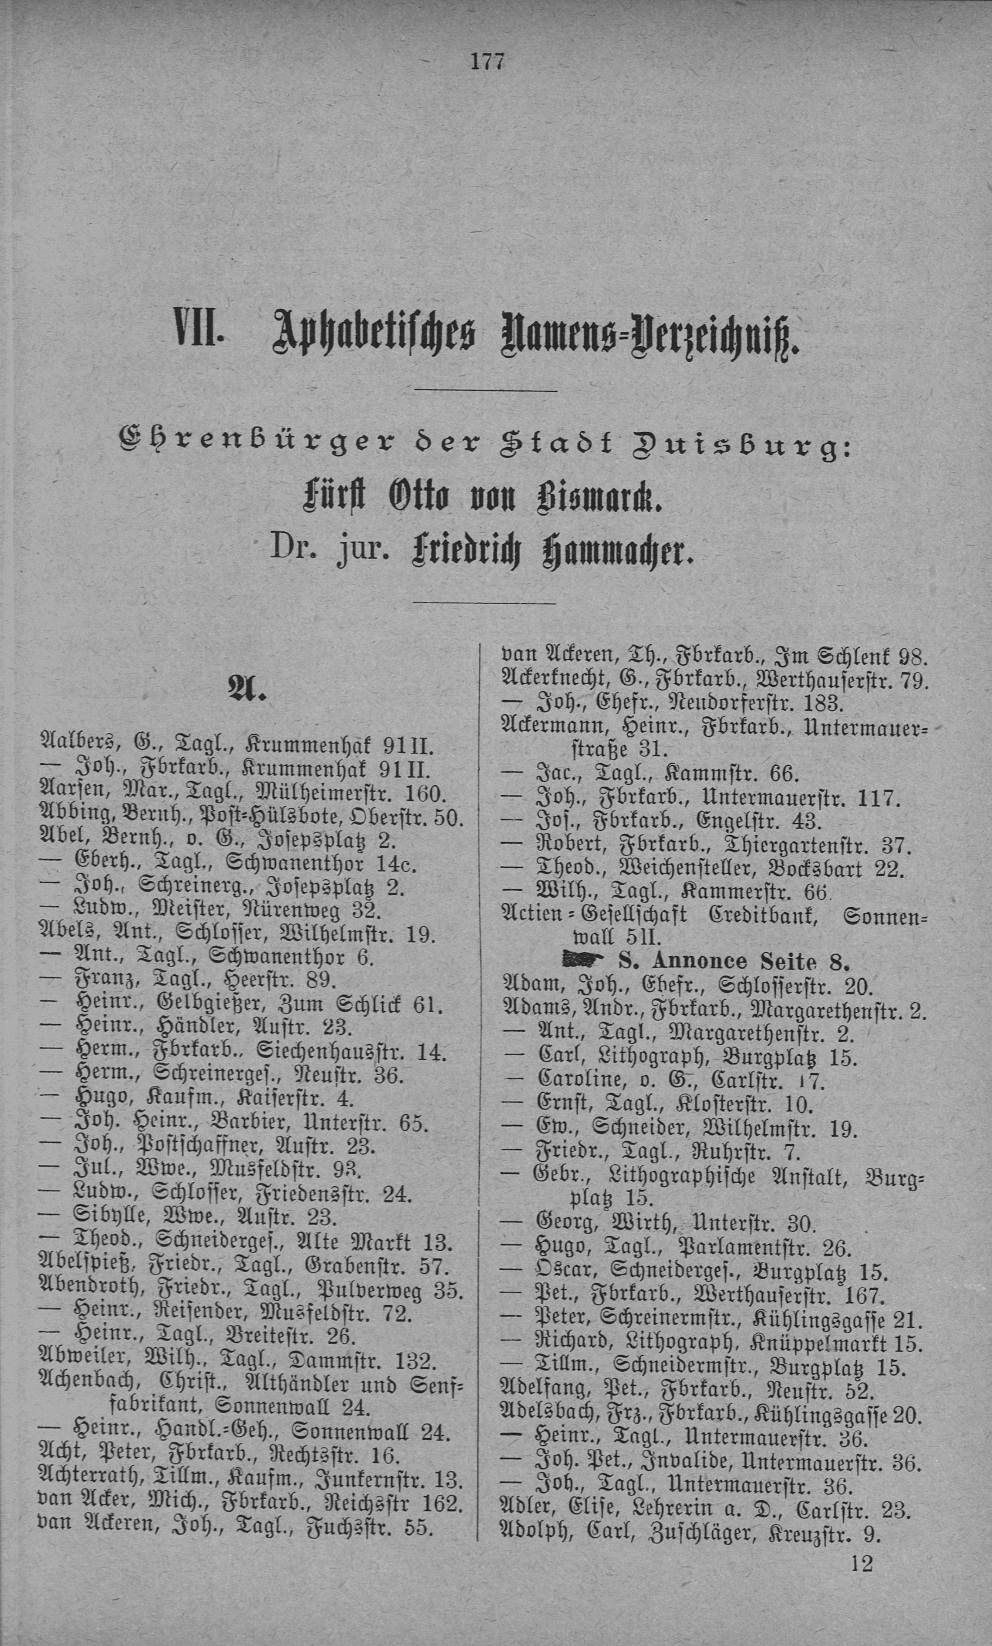 177
VII. Aphabetisches Namens-Verzeichniß.
Ehrenbürger der Stadt Duisburg:
Fürst Otto von Bismarck.
Dr. jur. Friedrich Hammacher.
A.
Aalbers, G., Tagl., Krummenhak 91 II.
— Joh., Fbrkarb., Krummenhak 91 II.
Aarsen, Mar., Tagl., Mülheimerstr. 160.
Abbing, Bernh., Post-Hülsbote, Oberstr. 50.
Abel, Bernh., o. G., Josepsplatz 2.
— Eberh., Tagl., Schwanenthor 14c.
— Joh., Schreinerg., Josepsplatz 2.
— Ludw., Meister, Nürenweg 32.
Abels, Ant., Schlosser, Wilhelmstr. 19.
— Ant., Tagl., Schwanenthor 6.
— Franz, Tagl., Heerstr. 89.
— Heinr., Gelbgießer, Zum Schlick 61.
— Heinr., Händler, Austr. 23.
— Herm., Fbrkarb., Siechenhausstr. 14.
— Herm., Schreinerges., Neustr. 36.
— Hugo, Kaufm., Kaiserstr. 4.
— Joh. Heinr., Barbier, Unterstr. 65.
— Joh., Postschaffner, Austr. 23.
— Jul., Wwe., Musfeldstr. 93.
— Ludw., Schlosser, Friedensstr. 24.
— Sibylle, Wwe., Austr. 23.
— Theod., Schneiderges., Alte Markt 13.
Abelspieß, Friedr., Tagl., Grabenstr. 57.
Abendroth, Friedr., Tagl., Pulverweg 35.
— Heinr., Reisender, Musfeldstr. 72.
— Heinr., Tagl., Breitestr. 26.
Abweiler, Wilh., Tagl., Dammstr. 132.
Achenbach, Christ., Althändler und Senf-
fabrikant, Sonnenwall 24.
— Heinr., Handl.-Geh., Sonnenwall 24.
Acht, Peter, Fbrkarb., Rechtsstr. 16.
Achterrath, Tillm., Kaufm., Junkernstr. 13.
van Acker, Mich., Fbrkarb., Reichsstr 162.
van Ackeren, Joh., Tagl., Fuchsstr. 55.
van Ackeren, Th., Fbrkarb., Im Schlenk 98.
Ackerknecht, G., Fbrkarb., Werthauserstr. 79.
— Joh., Ehefr., Neudorferstr. 183.
Ackermann, Heinr., Fbrkarb., Untermauer-
straße 31.
— Jac., Tagl., Kammstr. 66.
— Joh., Fbrkarb., Untermauerstr. 117.
— Jos., Fbrkarb., Engelstr. 43.
— Robert, Fbrkarb., Thiergartenstr. 37.
— Theod., Weichensteller, Bocksbart 22.
— Wilh., Tagl., Kammerstr. 66.
Actien-Gesellschaft Creditbank, Sonnen-
wall 5 II.
☛ S. Annonce Seite 8.
Adam, Joh., Ehefr., Schlosserstr. 20.
Adams, Andr., Fbrkarb., Margarethenstr. 2.
— Ant., Tagl., Margarethenstr. 2.
— Carl, Lithograph, Burgplatz 15.
— Caroline, o. G., Carlstr. 17.
— Ernst, Tagl., Klosterstr. 10.
— Ew., Schneider, Wilhelmstr. 19.
— Friedr., Tagl., Ruhrstr. 7.
— Gebr., Lithographische Anstalt, Burg-
platz 15.
— Georg, Wirth, Unterstr. 30.
— Hugo, Tagl., Parlamentstr. 26.
— Oscar, Schneiderges., Burgplatz 15.
— Pet., Fbrkarb., Werthauserstr. 167.
— Peter, Schreinermstr., Kühlingsgasse 21.
— Richard, Lithograph, Knüppelmarkt 15.
— Tillm., Schneidermstr., Burgplatz 15.
Adelfang, Pet., Fbrkarb., Neustr. 52.
Adelsbach, Frz., Fbrkarb., Kühlingsgasse 20.
— Heinr., Tagl., Untermauerstr. 36.
— Joh. Pet., Invalide, Untermauerstr. 36.
— Joh., Tagl., Untermauerstr. 36.
Adler, Elise, Lehrerin a. D., Carlstr. 23.
Adolph, Carl, Zuschläger, Kreuzstr. 9.
12